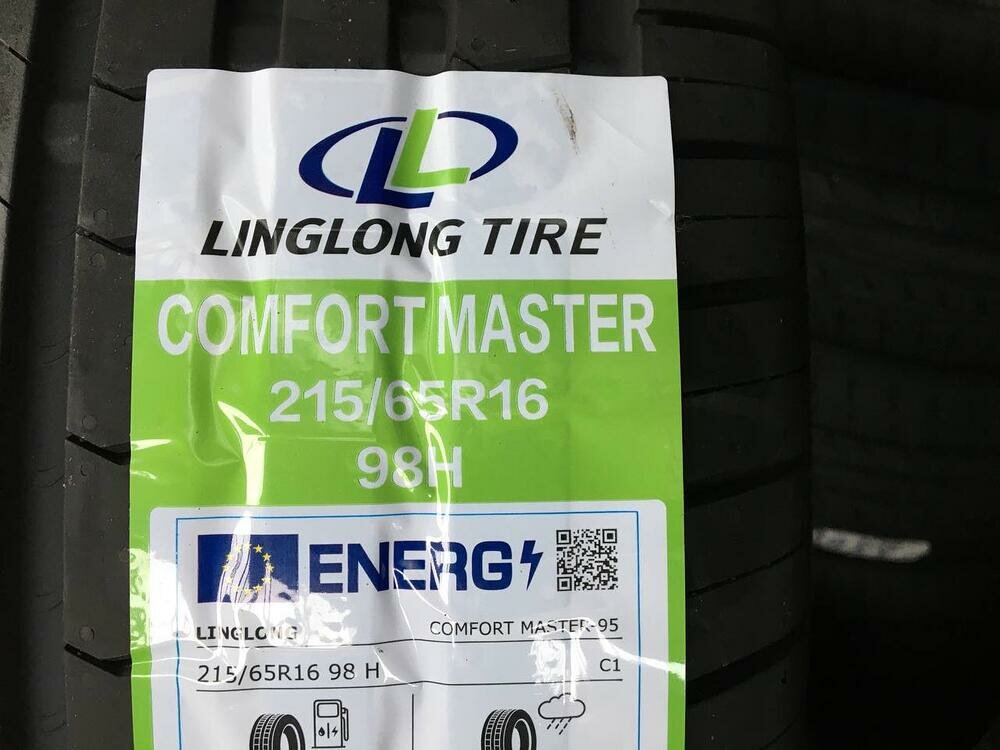 LINGLONG TIRE
COMFORT MASTER
215/65R16
98H
ENERG
LINGLONG
COMFORT MASTER-95
215/65R16 98 H
C1